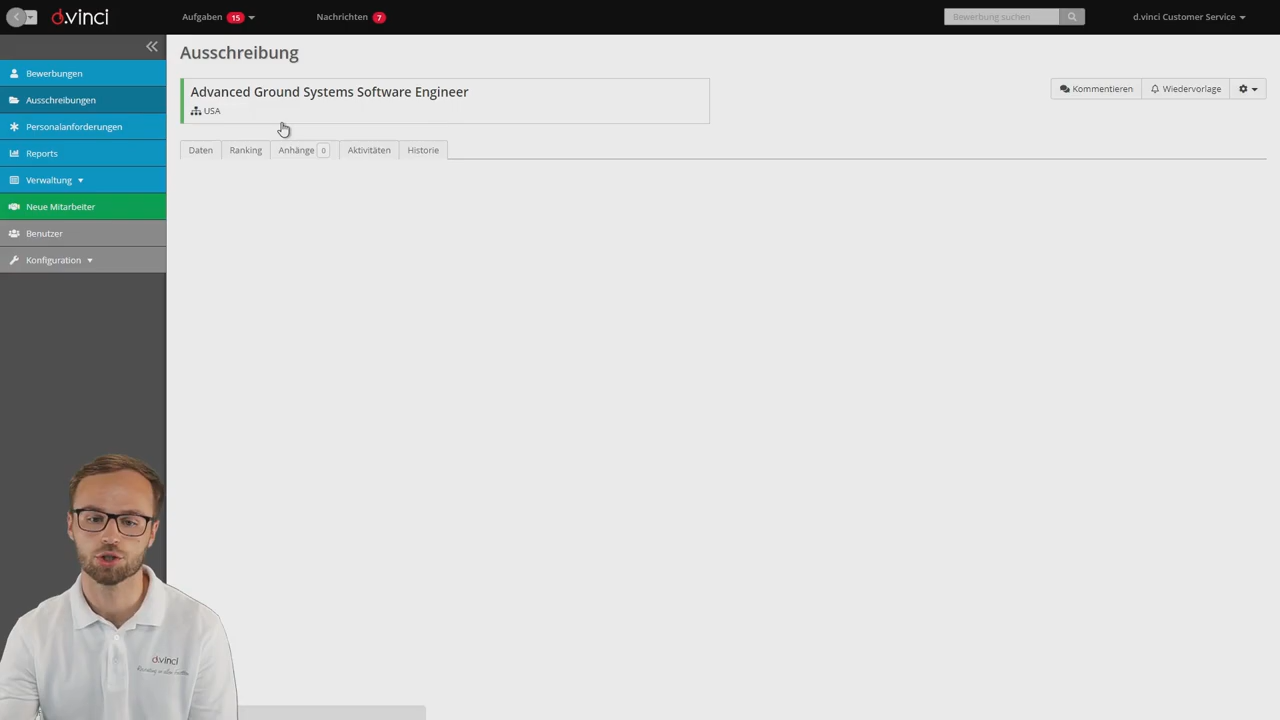 d.vinci
Aufgaben 15
Nachrichten 7
Bewerbung suchen
d.vinci Customer Service
Bewerbungen
Ausschreibungen
Personalanforderungen
Reports
Verwaltung
Neue Mitarbeiter
Benutzer
Konfiguration
Ausschreibung
Advanced Ground Systems Software Engineer
USA
Kommentieren
Wiedervorlage
Daten
Ranking
Anhänge 0
Aktivitäten
Historie
d.vinci